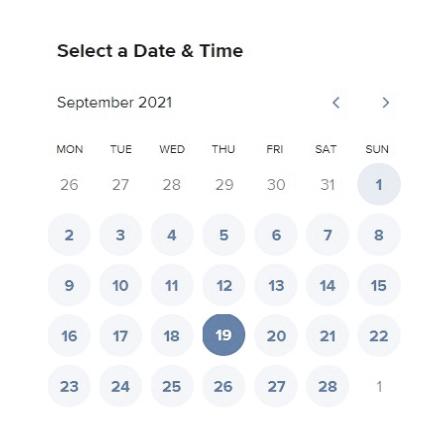 Select a Date & Time
September 2021
MON TUE WED THU FRI SAT SUN
26 27 28 29 30 31 1
2 3 4 5 6 7 8
9 10 11 12 13 14 15
16 17 18 19 20 21 22
23 24 25 26 27 28 1